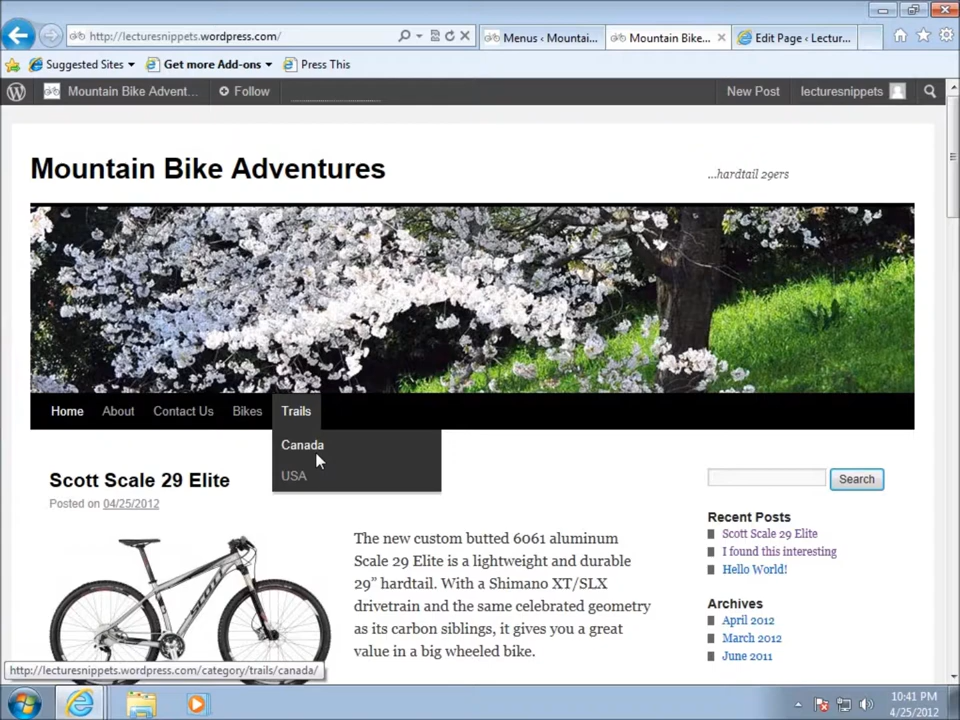 http://lecturesnippets.wordpress.com/
Menus ‹ Mountai...
Mountain Bike...
Edit Page ‹ Lectur...
Suggested Sites
Get more Add-ons
Press This
Mountain Bike Advent...
Follow
New Post
lecturesnippets
Mountain Bike Adventures
...hardtail 29ers
Home
About
Contact Us
Bikes
Trails
Canada
USA
Scott Scale 29 Elite
Posted on 04/25/2012
The new custom butted 6061 aluminum
Scale 29 Elite is a lightweight and durable
29” hardtail. With a Shimano XT/SLX
drivetrain and the same celebrated geometry
as its carbon siblings, it gives you a great
value in a big wheeled bike.
Search
Recent Posts
Scott Scale 29 Elite
I found this interesting
Hello World!
Archives
April 2012
March 2012
June 2011
SCOTT
http://lecturesnippets.wordpress.com/category/trails/canada/
10:41 PM
4/25/2012